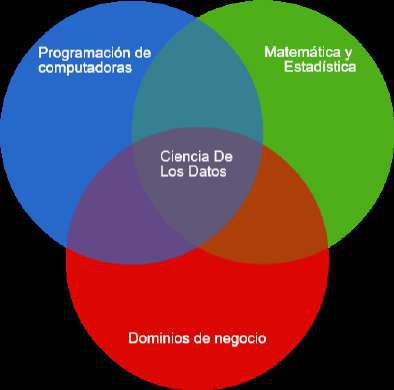 Programación de
computadoras
Matemática y
Estadística
Ciencia De
Los Datos
Dominios de negocio